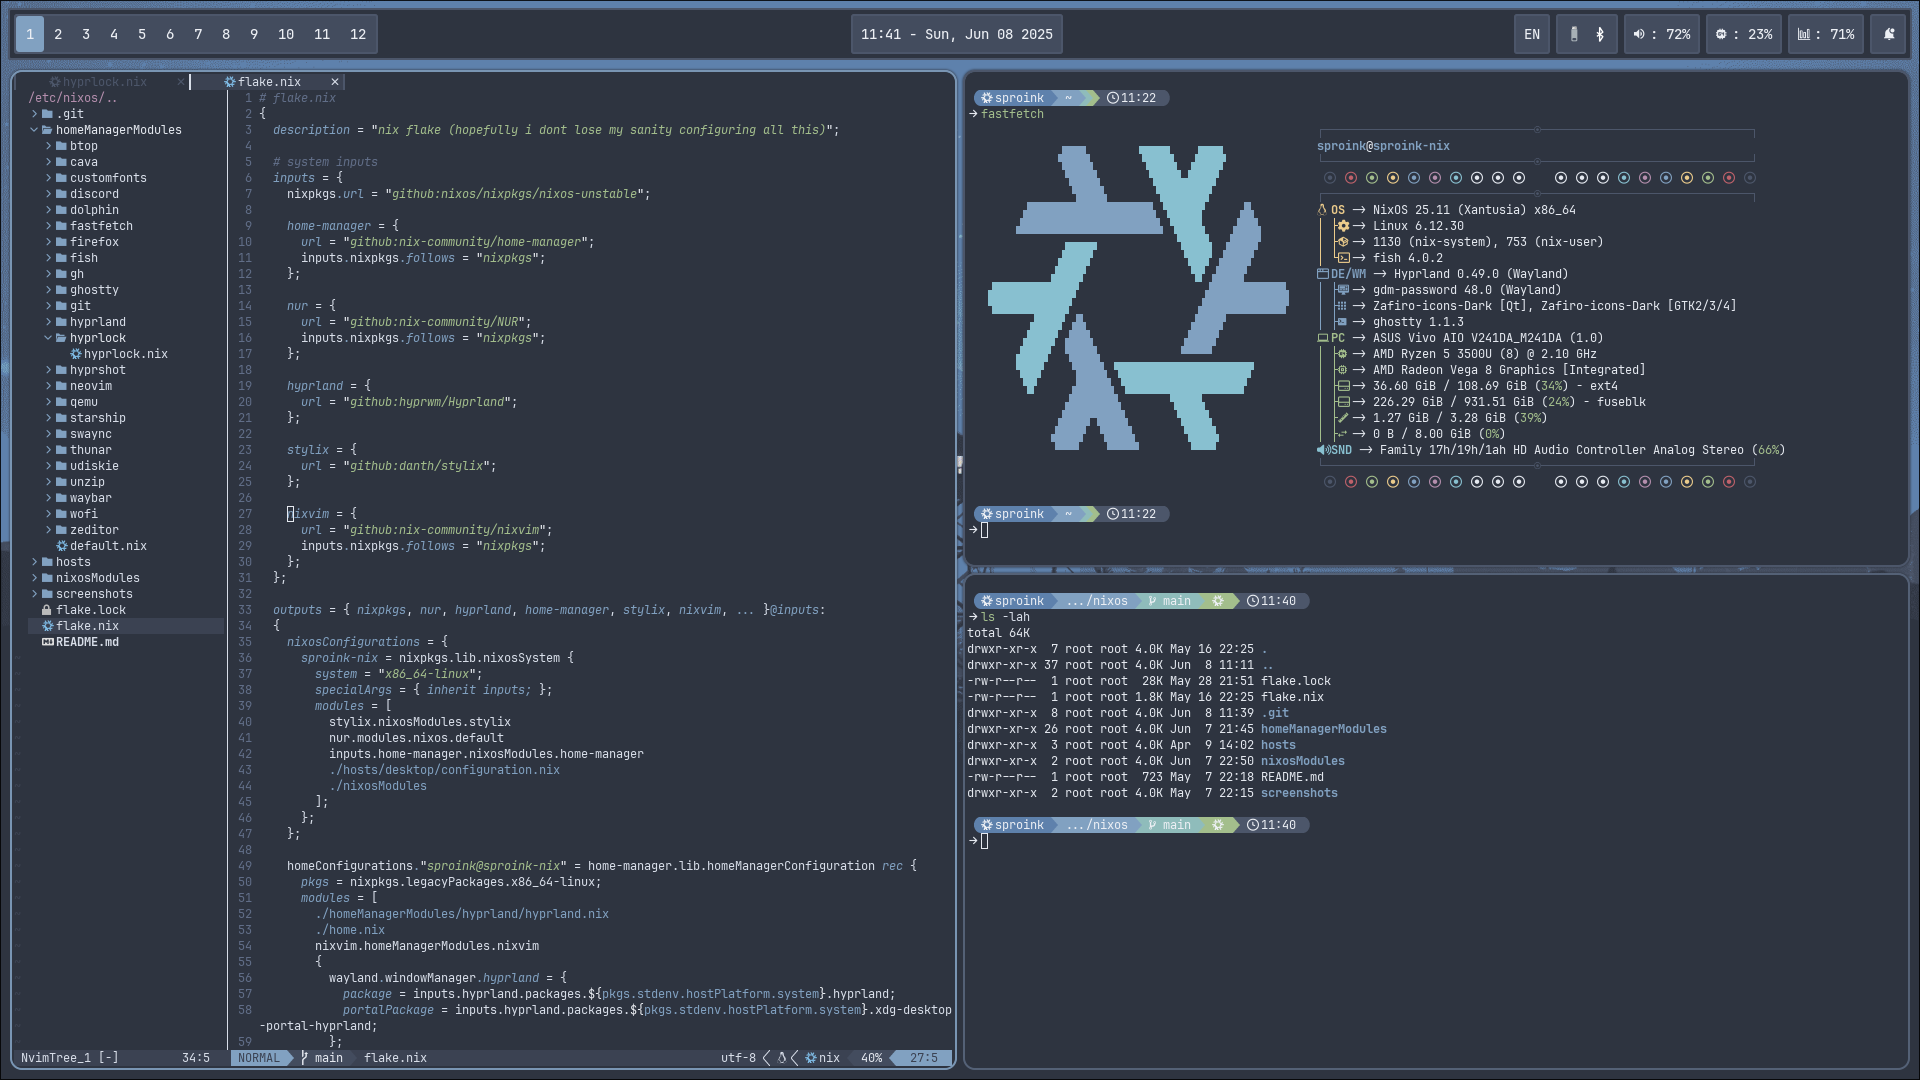 1 2 3 4 5 6 7 8 9 10 11 12
11:41 - Sun, Jun 08 2025
EN
: 72%
: 23%
: 71%
hyprlock.nix ×
flake.nix ×
/etc/nixos/..
.git
homeManagerModules
btop
cava
customfonts
discord
dolphin
fastfetch
firefox
fish
gh
ghostty
git
hyprland
hyprlock
hyprlock.nix
hyprshot
neovim
qemu
starship
swaync
thunar
udiskie
unzip
waybar
wofi
zeditor
default.nix
hosts
nixosModules
screenshots
flake.lock
flake.nix
README.md
NvimTree_1 [-] 34:5
1 # flake.nix
2 {
3 description = "nix flake (hopefully i dont lose my sanity configuring all this)";
4
5 # system inputs
6 inputs = {
7 nixpkgs.url = "github:nixos/nixpkgs/nixos-unstable";
8
9 home-manager = {
10 url = "github:nix-community/home-manager";
11 inputs.nixpkgs.follows = "nixpkgs";
12 };
13
14 nur = {
15 url = "github:nix-community/NUR";
16 inputs.nixpkgs.follows = "nixpkgs";
17 };
18
19 hyprland = {
20 url = "github:hyprwm/Hyprland";
21 };
22
23 stylix = {
24 url = "github:danth/stylix";
25 };
26
27 nixvim = {
28 url = "github:nix-community/nixvim";
29 inputs.nixpkgs.follows = "nixpkgs";
30 };
31 };
32
33 outputs = { nixpkgs, nur, hyprland, home-manager, stylix, nixvim, ... }@inputs:
34 {
35 nixosConfigurations = {
36 sproink-nix = nixpkgs.lib.nixosSystem {
37 system = "x86_64-linux";
38 specialArgs = { inherit inputs; };
39 modules = [
40 stylix.nixosModules.stylix
41 nur.modules.nixos.default
42 inputs.home-manager.nixosModules.home-manager
43 ./hosts/desktop/configuration.nix
44 ./nixosModules
45 ];
46 };
47 };
48
49 homeConfigurations."sproink@sproink-nix" = home-manager.lib.homeManagerConfiguration rec {
50 pkgs = nixpkgs.legacyPackages.x86_64-linux;
51 modules = [
52 ./homeManagerModules/hyprland/hyprland.nix
53 ./home.nix
54 nixvim.homeManagerModules.nixvim
55 {
56 wayland.windowManager.hyprland = {
57 package = inputs.hyprland.packages.${pkgs.stdenv.hostPlatform.system}.hyprland;
58 portalPackage = inputs.hyprland.packages.${pkgs.stdenv.hostPlatform.system}.xdg-desktop
-portal-hyprland;
59 };
NORMAL main flake.nix utf-8 nix 40% 27:5
sproink ~ 11:22
→ fastfetch
sproink@sproink-nix
OS → NixOS 25.11 (Xantusia) x86_64
→ Linux 6.12.30
→ 1130 (nix-system), 753 (nix-user)
→ fish 4.0.2
DE/WM → Hyprland 0.49.0 (Wayland)
→ gdm-password 48.0 (Wayland)
→ Zafiro-icons-Dark [Qt], Zafiro-icons-Dark [GTK2/3/4]
→ ghostty 1.1.3
PC → ASUS Vivo AIO V241DA_M241DA (1.0)
→ AMD Ryzen 5 3500U (8) @ 2.10 GHz
→ AMD Radeon Vega 8 Graphics [Integrated]
→ 36.60 GiB / 108.69 GiB (34%) - ext4
→ 226.29 GiB / 931.51 GiB (24%) - fuseblk
→ 1.27 GiB / 3.28 GiB (39%)
→ 0 B / 8.00 GiB (0%)
SND → Family 17h/19h/1ah HD Audio Controller Analog Stereo (66%)
sproink ~ 11:22
→
sproink .../nixos main 11:40
→ ls -lah
total 64K
drwxr-xr-x 7 root root 4.0K May 16 22:25 .
drwxr-xr-x 37 root root 4.0K Jun 8 11:11 ..
-rw-r--r-- 1 root root 28K May 28 21:51 flake.lock
-rw-r--r-- 1 root root 1.8K May 16 22:25 flake.nix
drwxr-xr-x 8 root root 4.0K Jun 8 11:39 .git
drwxr-xr-x 26 root root 4.0K Jun 7 21:45 homeManagerModules
drwxr-xr-x 3 root root 4.0K Apr 9 14:02 hosts
drwxr-xr-x 2 root root 4.0K Jun 7 22:50 nixosModules
-rw-r--r-- 1 root root 723 May 7 22:18 README.md
drwxr-xr-x 2 root root 4.0K May 7 22:15 screenshots
sproink .../nixos main 11:40
→